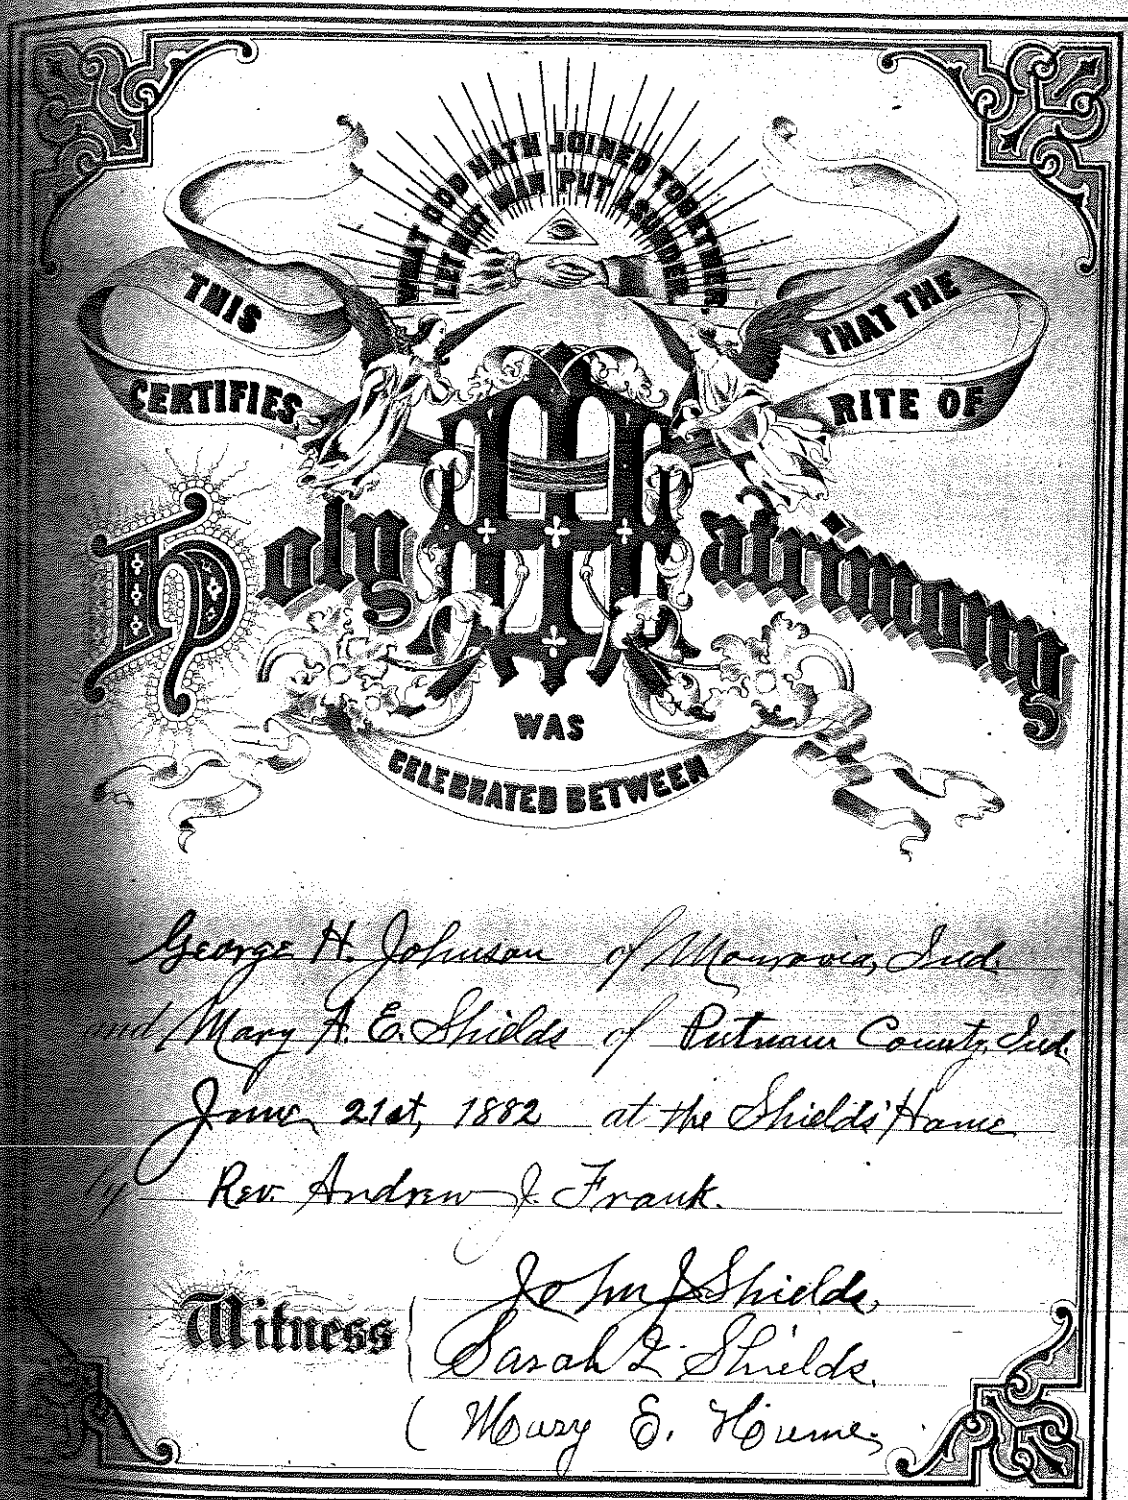 WHAT GOD HATH JOINED TOGETHER
LET NOT MAN PUT ASUNDER
THIS
CERTIFIES
THAT THE
RITE OF
Holy Matrimony
WAS
CELEBRATED BETWEEN
George H. Johnson of Monravia, Ind.
and Mary A. E. Shields of Putnam County, Ind.
June 21st, 1882 at the Shields' Home
by Rev. Andrew J. Frank.
Witness
John J Shields,
Sarah Shields.
Mary E. Hume,